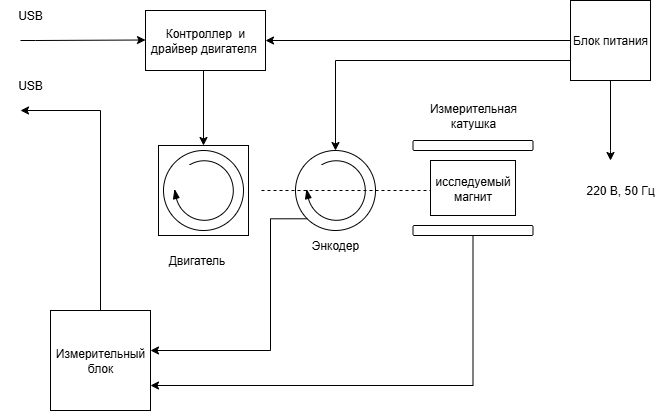 USB
Контроллер и
драйвер двигателя
Блок питания
USB
Измерительная
катушка
исследуемый
магнит
220 В, 50 Гц
Двигатель
Энкодер
Измерительный
блок